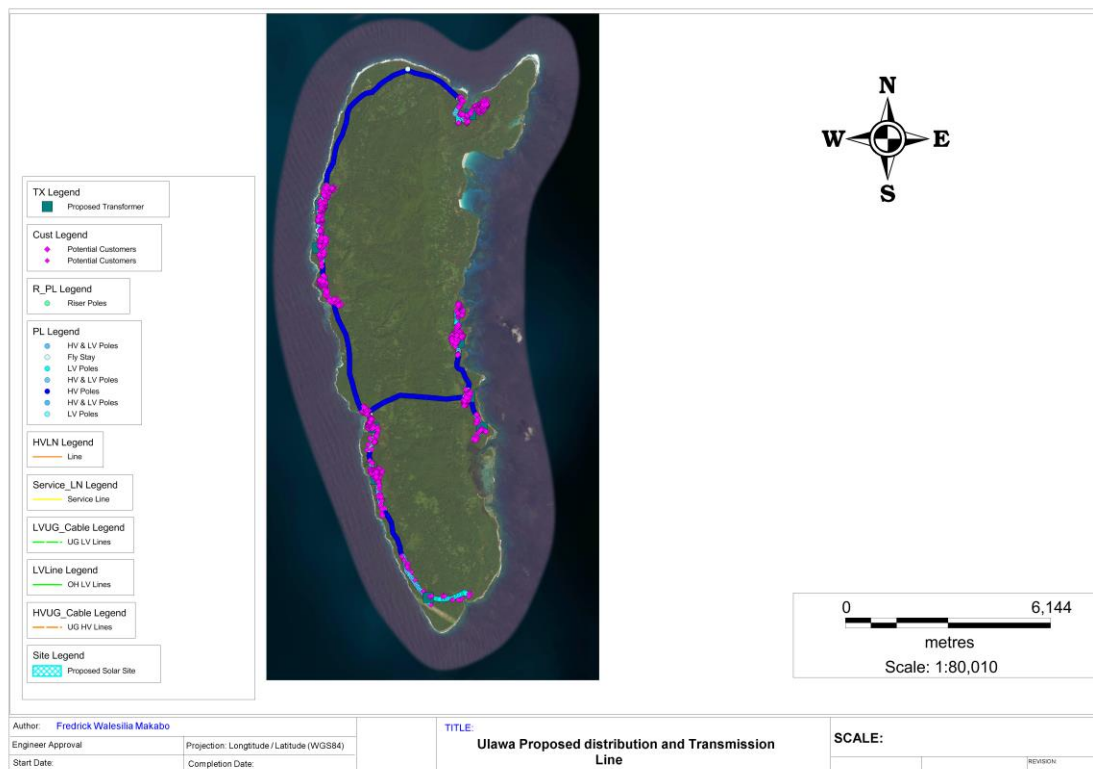 N
W E
S
TX Legend
Proposed Transformer
Cust Legend
Potential Customers
Potential Customers
R_PL Legend
Riser Poles
PL Legend
HV & LV Poles
Fly Stay
LV Poles
HV & LV Poles
HV Poles
HV & LV Poles
LV Poles
HVLN Legend
Line
Service_LN Legend
Service Line
LVUG_Cable Legend
UG LV Lines
LVLine Legend
OH LV Lines
HVUG_Cable Legend
UG HV Lines
Site Legend
Proposed Solar Site
0 6,144
metres
Scale: 1:80,010
Author: Fredrick Walesilia Makabo
Engineer Approval
Projection: Longtitude / Latitude (WGS84)
Start Date:
Completion Date:
TITLE:
Ulawa Proposed distribution and Transmission
Line
SCALE:
REVISION: